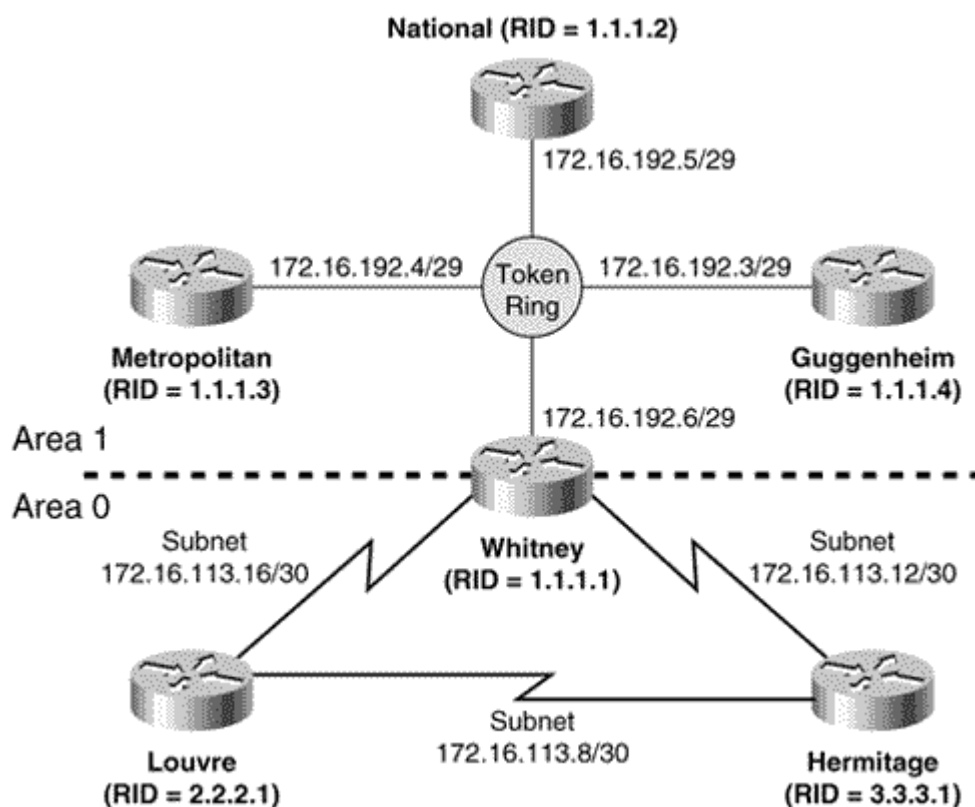 National (RID = 1.1.1.2)
172.16.192.5/29
172.16.192.4/29
Token
Ring
172.16.192.3/29
Metropolitan
(RID = 1.1.1.3)
Guggenheim
(RID = 1.1.1.4)
172.16.192.6/29
Area 1
Area 0
Subnet
172.16.113.16/30
Whitney
(RID = 1.1.1.1)
Subnet
172.16.113.12/30
Subnet
172.16.113.8/30
Louvre
(RID = 2.2.2.1)
Hermitage
(RID = 3.3.3.1)